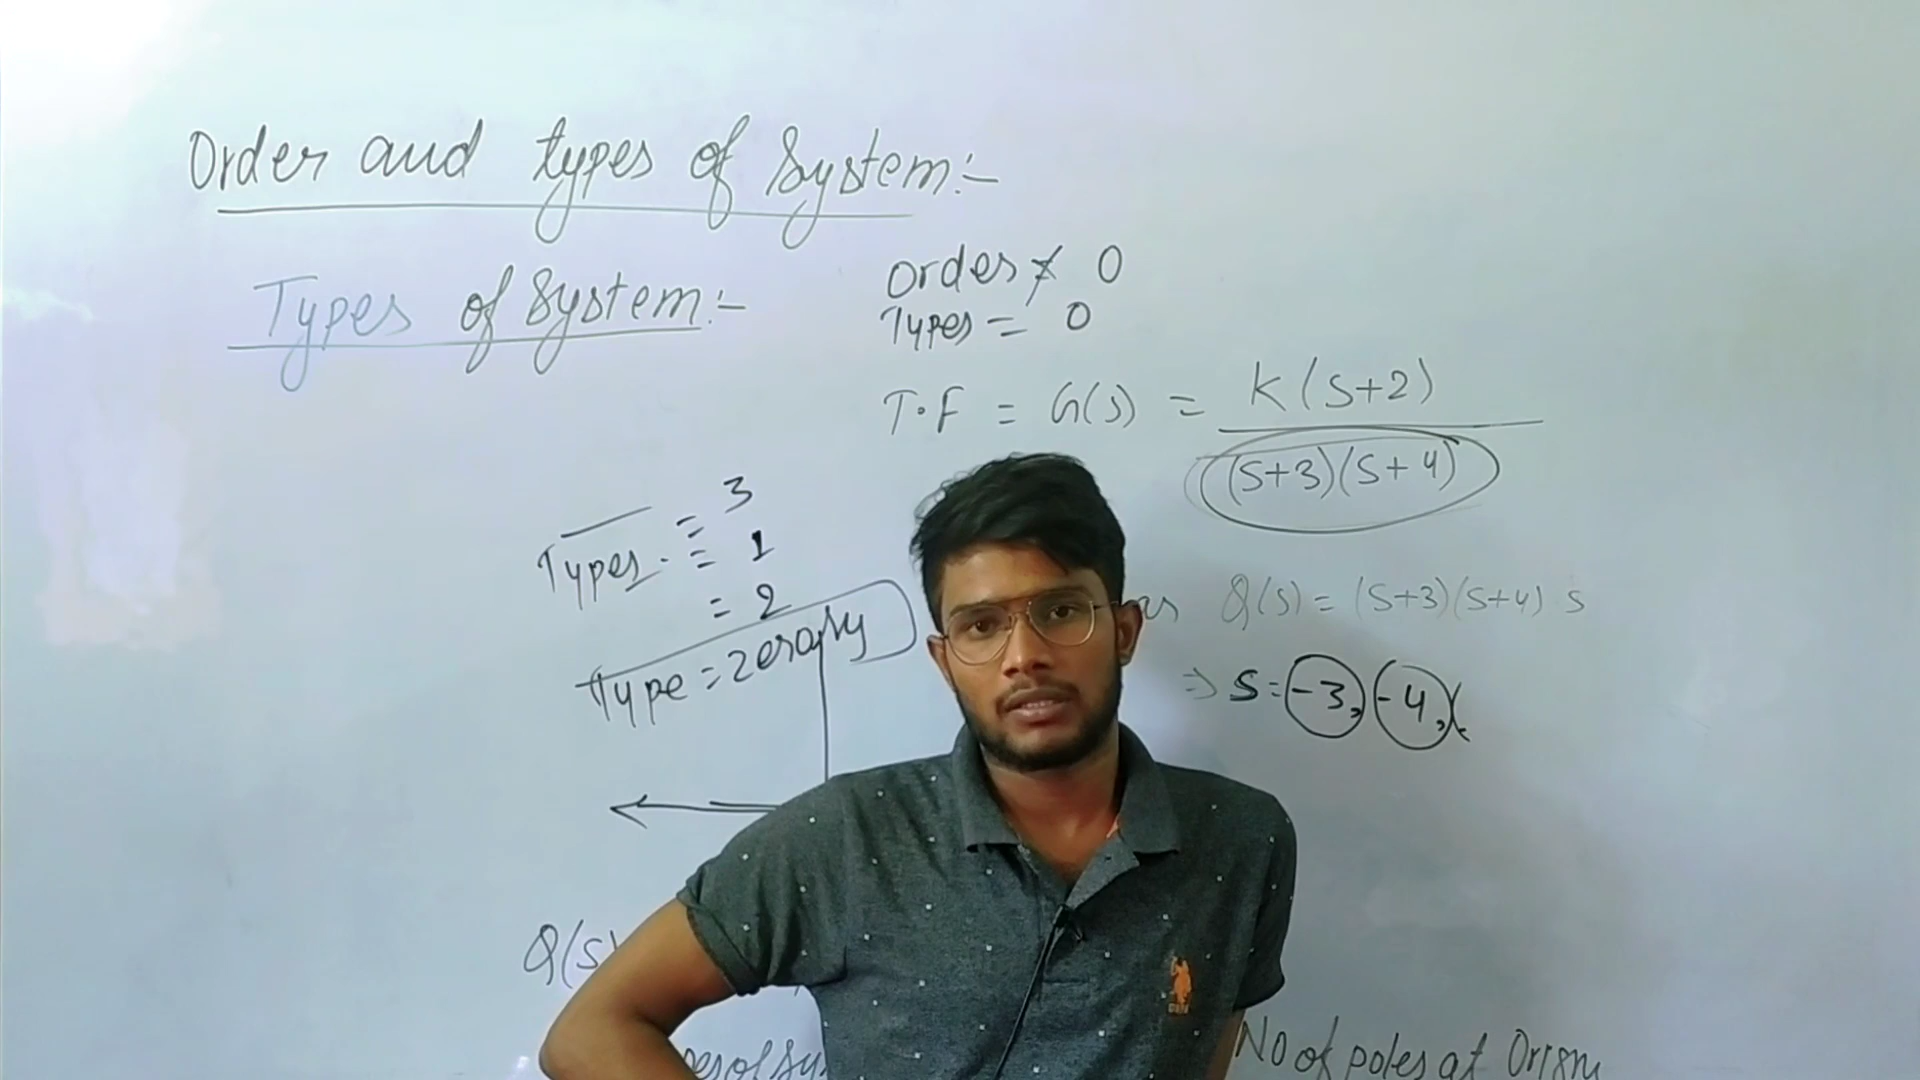 Order and types of System:-
Types of System:-
Order ≠ 0
Types = 0
T.F = G(s) = K(S+2)
(S+3)(S+4)
Types = 3
= 1
= 2
Type = zero
Q(S) = (S+3)(S+4) S
⇒ S = -3, -4, (
Q(S)
No of poles at Origin